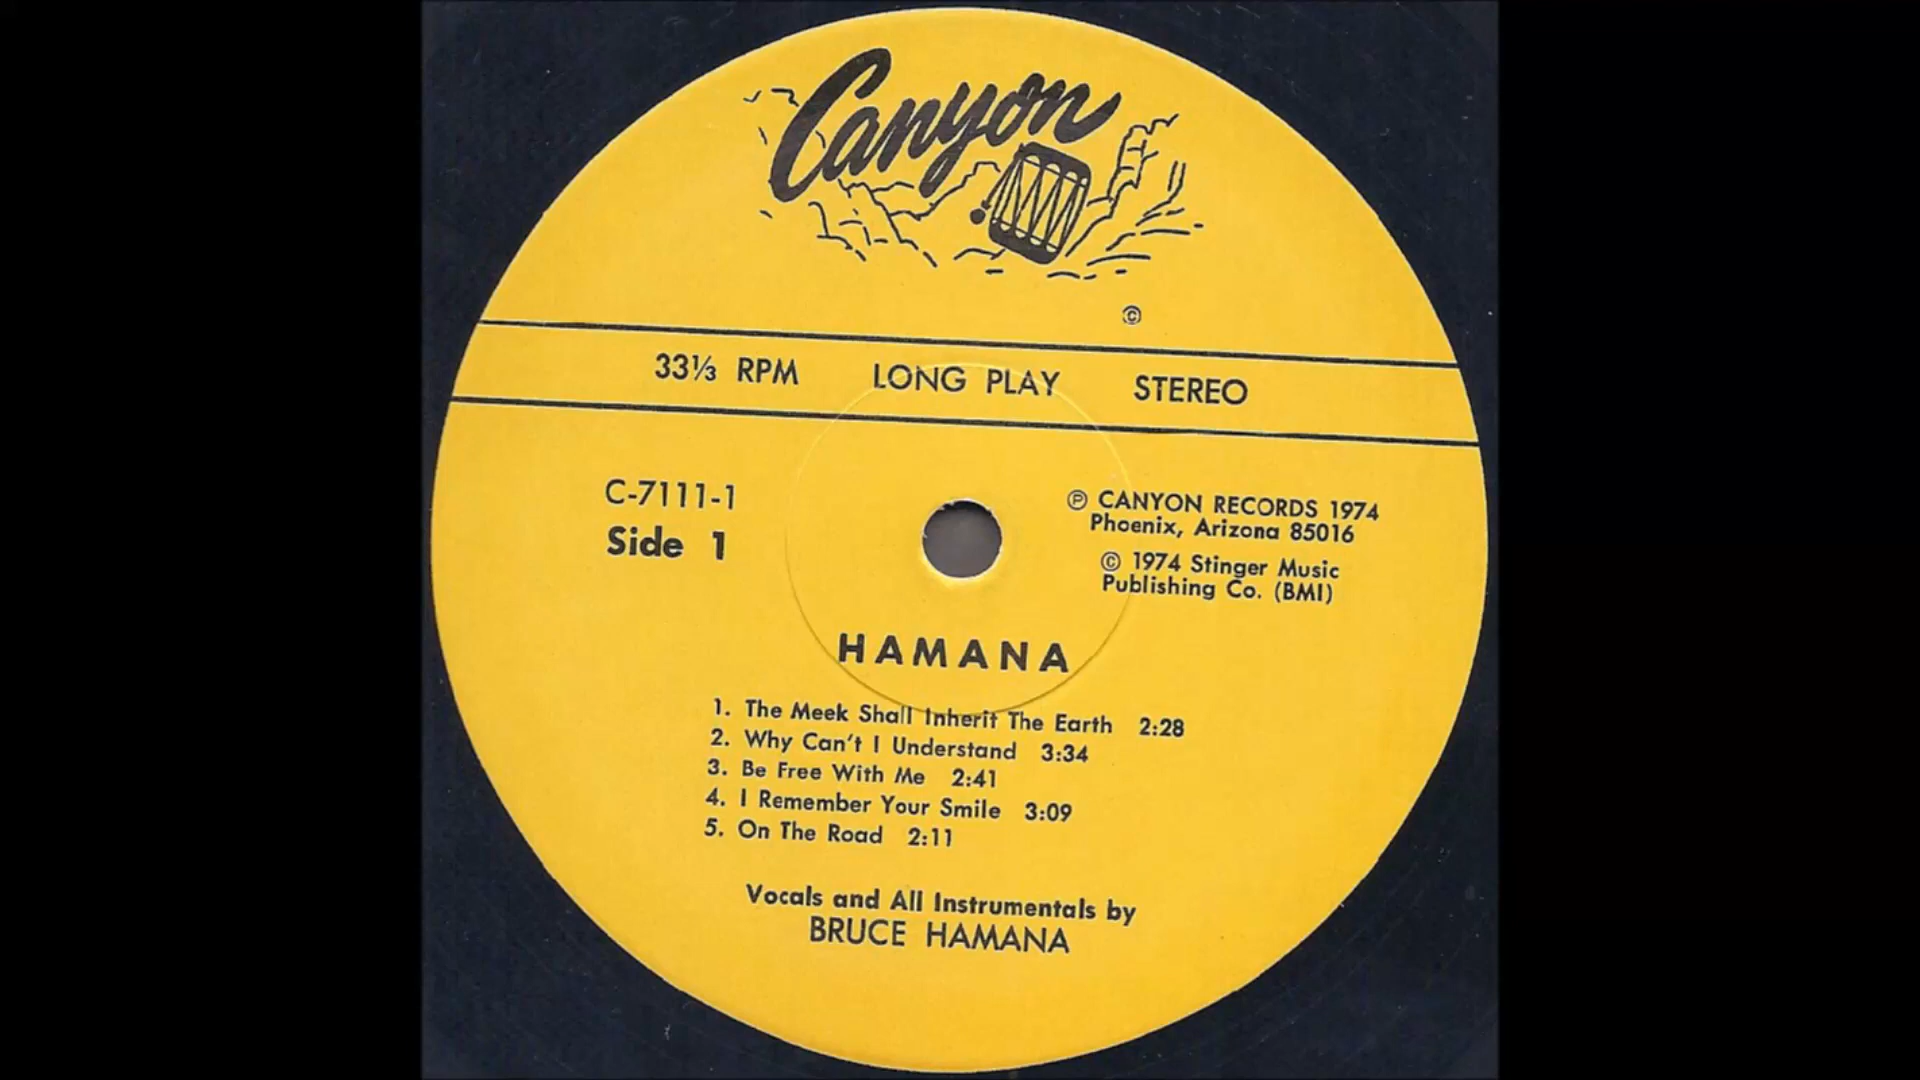 Canyon
©
33⅓ RPM LONG PLAY STEREO
C-7111-1
Side 1
℗ CANYON RECORDS 1974
Phoenix, Arizona 85016
© 1974 Stinger Music
Publishing Co. (BMI)
HAMANA
1. The Meek Shall Inherit The Earth 2:28
2. Why Can't I Understand 3:34
3. Be Free With Me 2:41
4. I Remember Your Smile 3:09
5. On The Road 2:11
Vocals and All Instrumentals by
BRUCE HAMANA